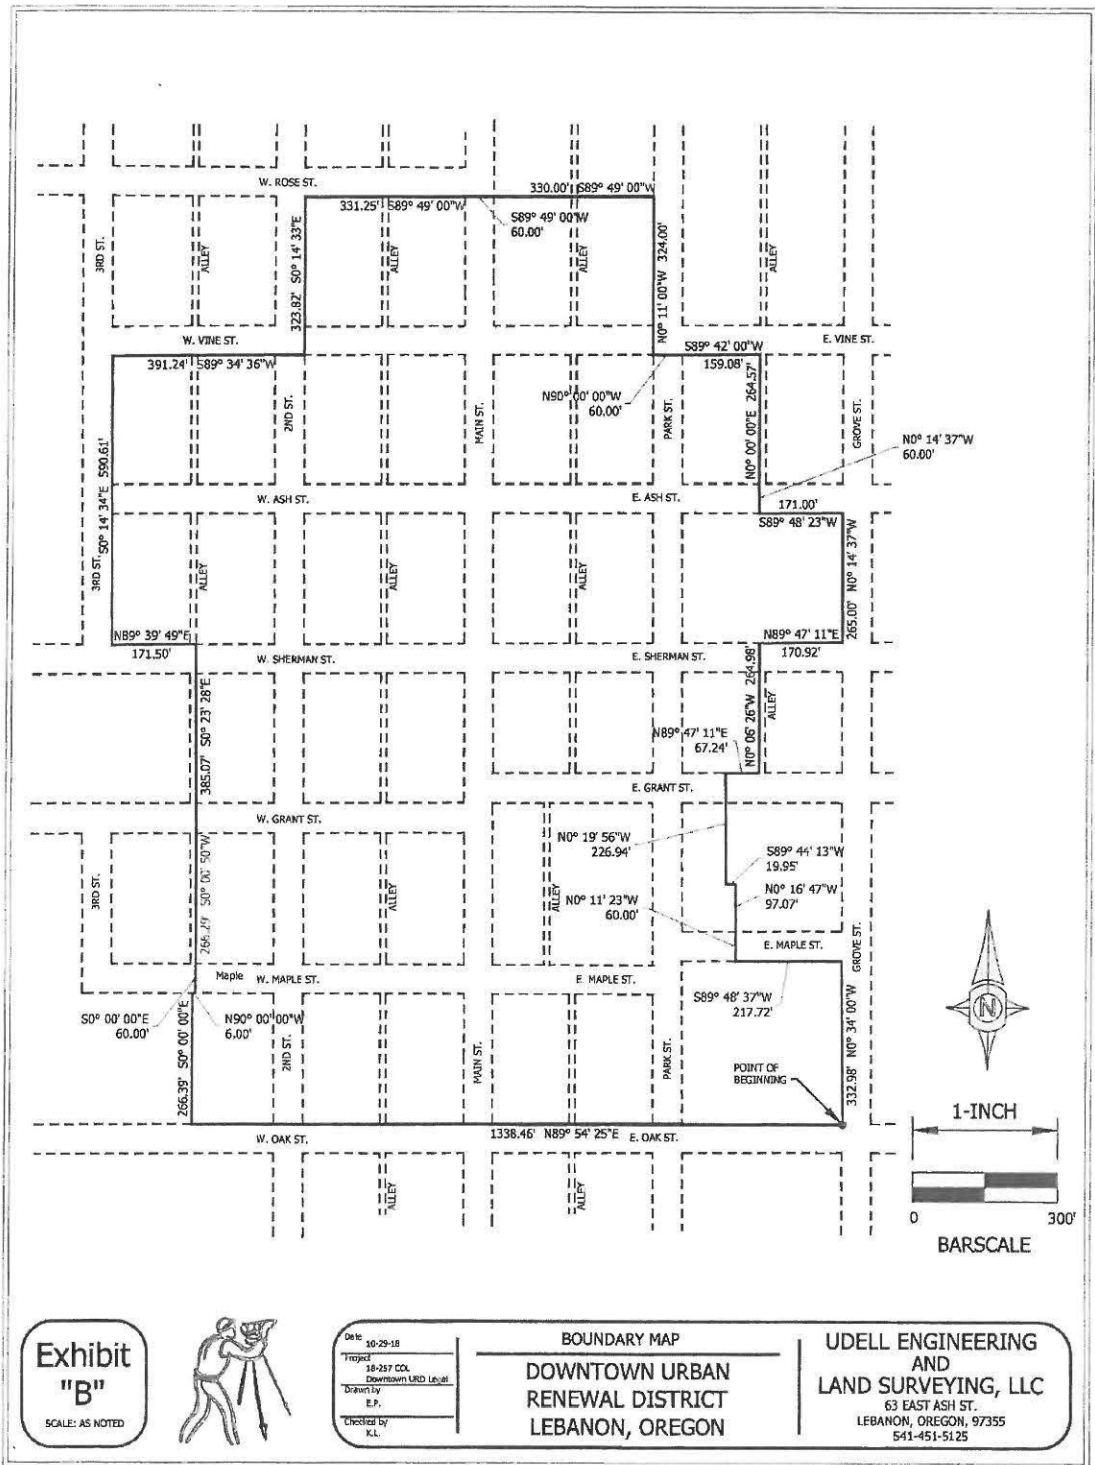 W. ROSE ST.
330.00' S89° 49' 00"W
331.25' S89° 49' 00"W
S89° 49' 00"W
60.00'
3RD ST.
ALLEY
323.82' S0° 14' 33"E
ALLEY
ALLEY
N0° 11' 00"W 324.00'
ALLEY
W. VINE ST.
E. VINE ST.
391.24' S89° 34' 36"W
S89° 42' 00"W
159.08'
N90° 00' 00"W
60.00'
2ND ST.
MAIN ST.
PARK ST.
N0° 00' 00"E 264.57'
GROVE ST.
N0° 14' 37"W
60.00'
S0° 14' 34"E 590.61'
W. ASH ST.
E. ASH ST.
171.00'
S89° 48' 23"W
3RD ST.
ALLEY
ALLEY
ALLEY
265.00' N0° 14' 37"W
N89° 39' 49"E
171.50'
W. SHERMAN ST.
E. SHERMAN ST.
N89° 47' 11"E
170.92'
385.07' S0° 23' 28"E
N0° 06' 26"W 264.98'
ALLEY
N89° 47' 11"E
67.24'
E. GRANT ST.
W. GRANT ST.
N0° 19' 56"W
226.94'
S89° 44' 13"W
19.95'
3RD ST.
266.29' S0° 00' 50"W
ALLEY
ALLEY
N0° 16' 47"W
97.07'
N0° 11' 23"W
60.00'
E. MAPLE ST.
GROVE ST.
Maple
W. MAPLE ST.
E. MAPLE ST.
S89° 48' 37"W
217.72'
S0° 00' 00"E
60.00'
N90° 00' 00"W
6.00'
266.39' S0° 00' 00"E
2ND ST.
MAIN ST.
PARK ST.
332.98' N0° 34' 00"W
POINT OF
BEGINNING
W. OAK ST.
1338.46' N89° 54' 25"E
E. OAK ST.
ALLEY
ALLEY
N
1-INCH
0 300'
BARSCALE
Exhibit
"B"
SCALE: AS NOTED
Date
10-29-18
Project
18-257 COL
Downtown URD Legal
Drawn by
E.P.
Checked by
K.L.
BOUNDARY MAP
DOWNTOWN URBAN
RENEWAL DISTRICT
LEBANON, OREGON
UDELL ENGINEERING
AND
LAND SURVEYING, LLC
63 EAST ASH ST.
LEBANON, OREGON, 97355
541-451-5125